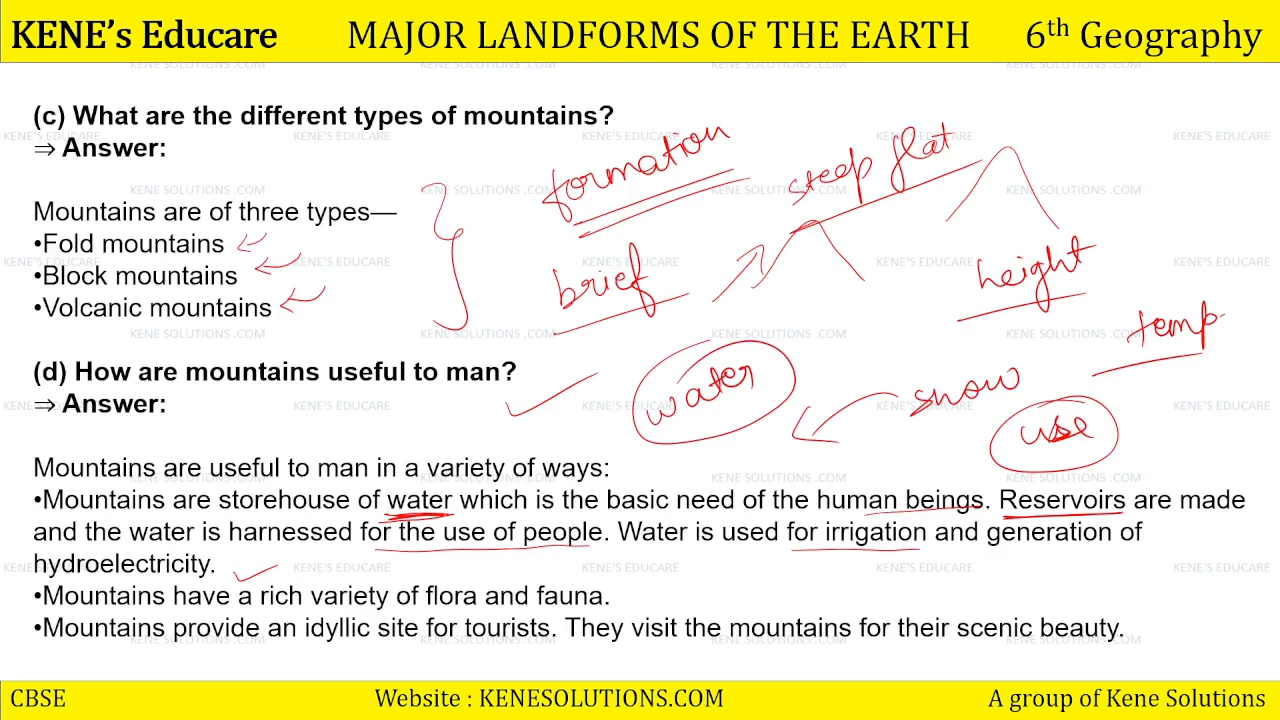 KENE's Educare MAJOR LANDFORMS OF THE EARTH 6th Geography
(c) What are the different types of mountains?
⇒ Answer:
formation
steep flat
Mountains are of three types—
•Fold mountains
•Block mountains
•Volcanic mountains
brief
height
temp.
(d) How are mountains useful to man?
⇒ Answer:
water
snow
use
Mountains are useful to man in a variety of ways:
•Mountains are storehouse of water which is the basic need of the human beings. Reservoirs are made
and the water is harnessed for the use of people. Water is used for irrigation and generation of
hydroelectricity.
•Mountains have a rich variety of flora and fauna.
•Mountains provide an idyllic site for tourists. They visit the mountains for their scenic beauty.
KENE'S EDUCARE
KENE SOLUTIONS .COM
CBSE Website : KENESOLUTIONS.COM A group of Kene Solutions